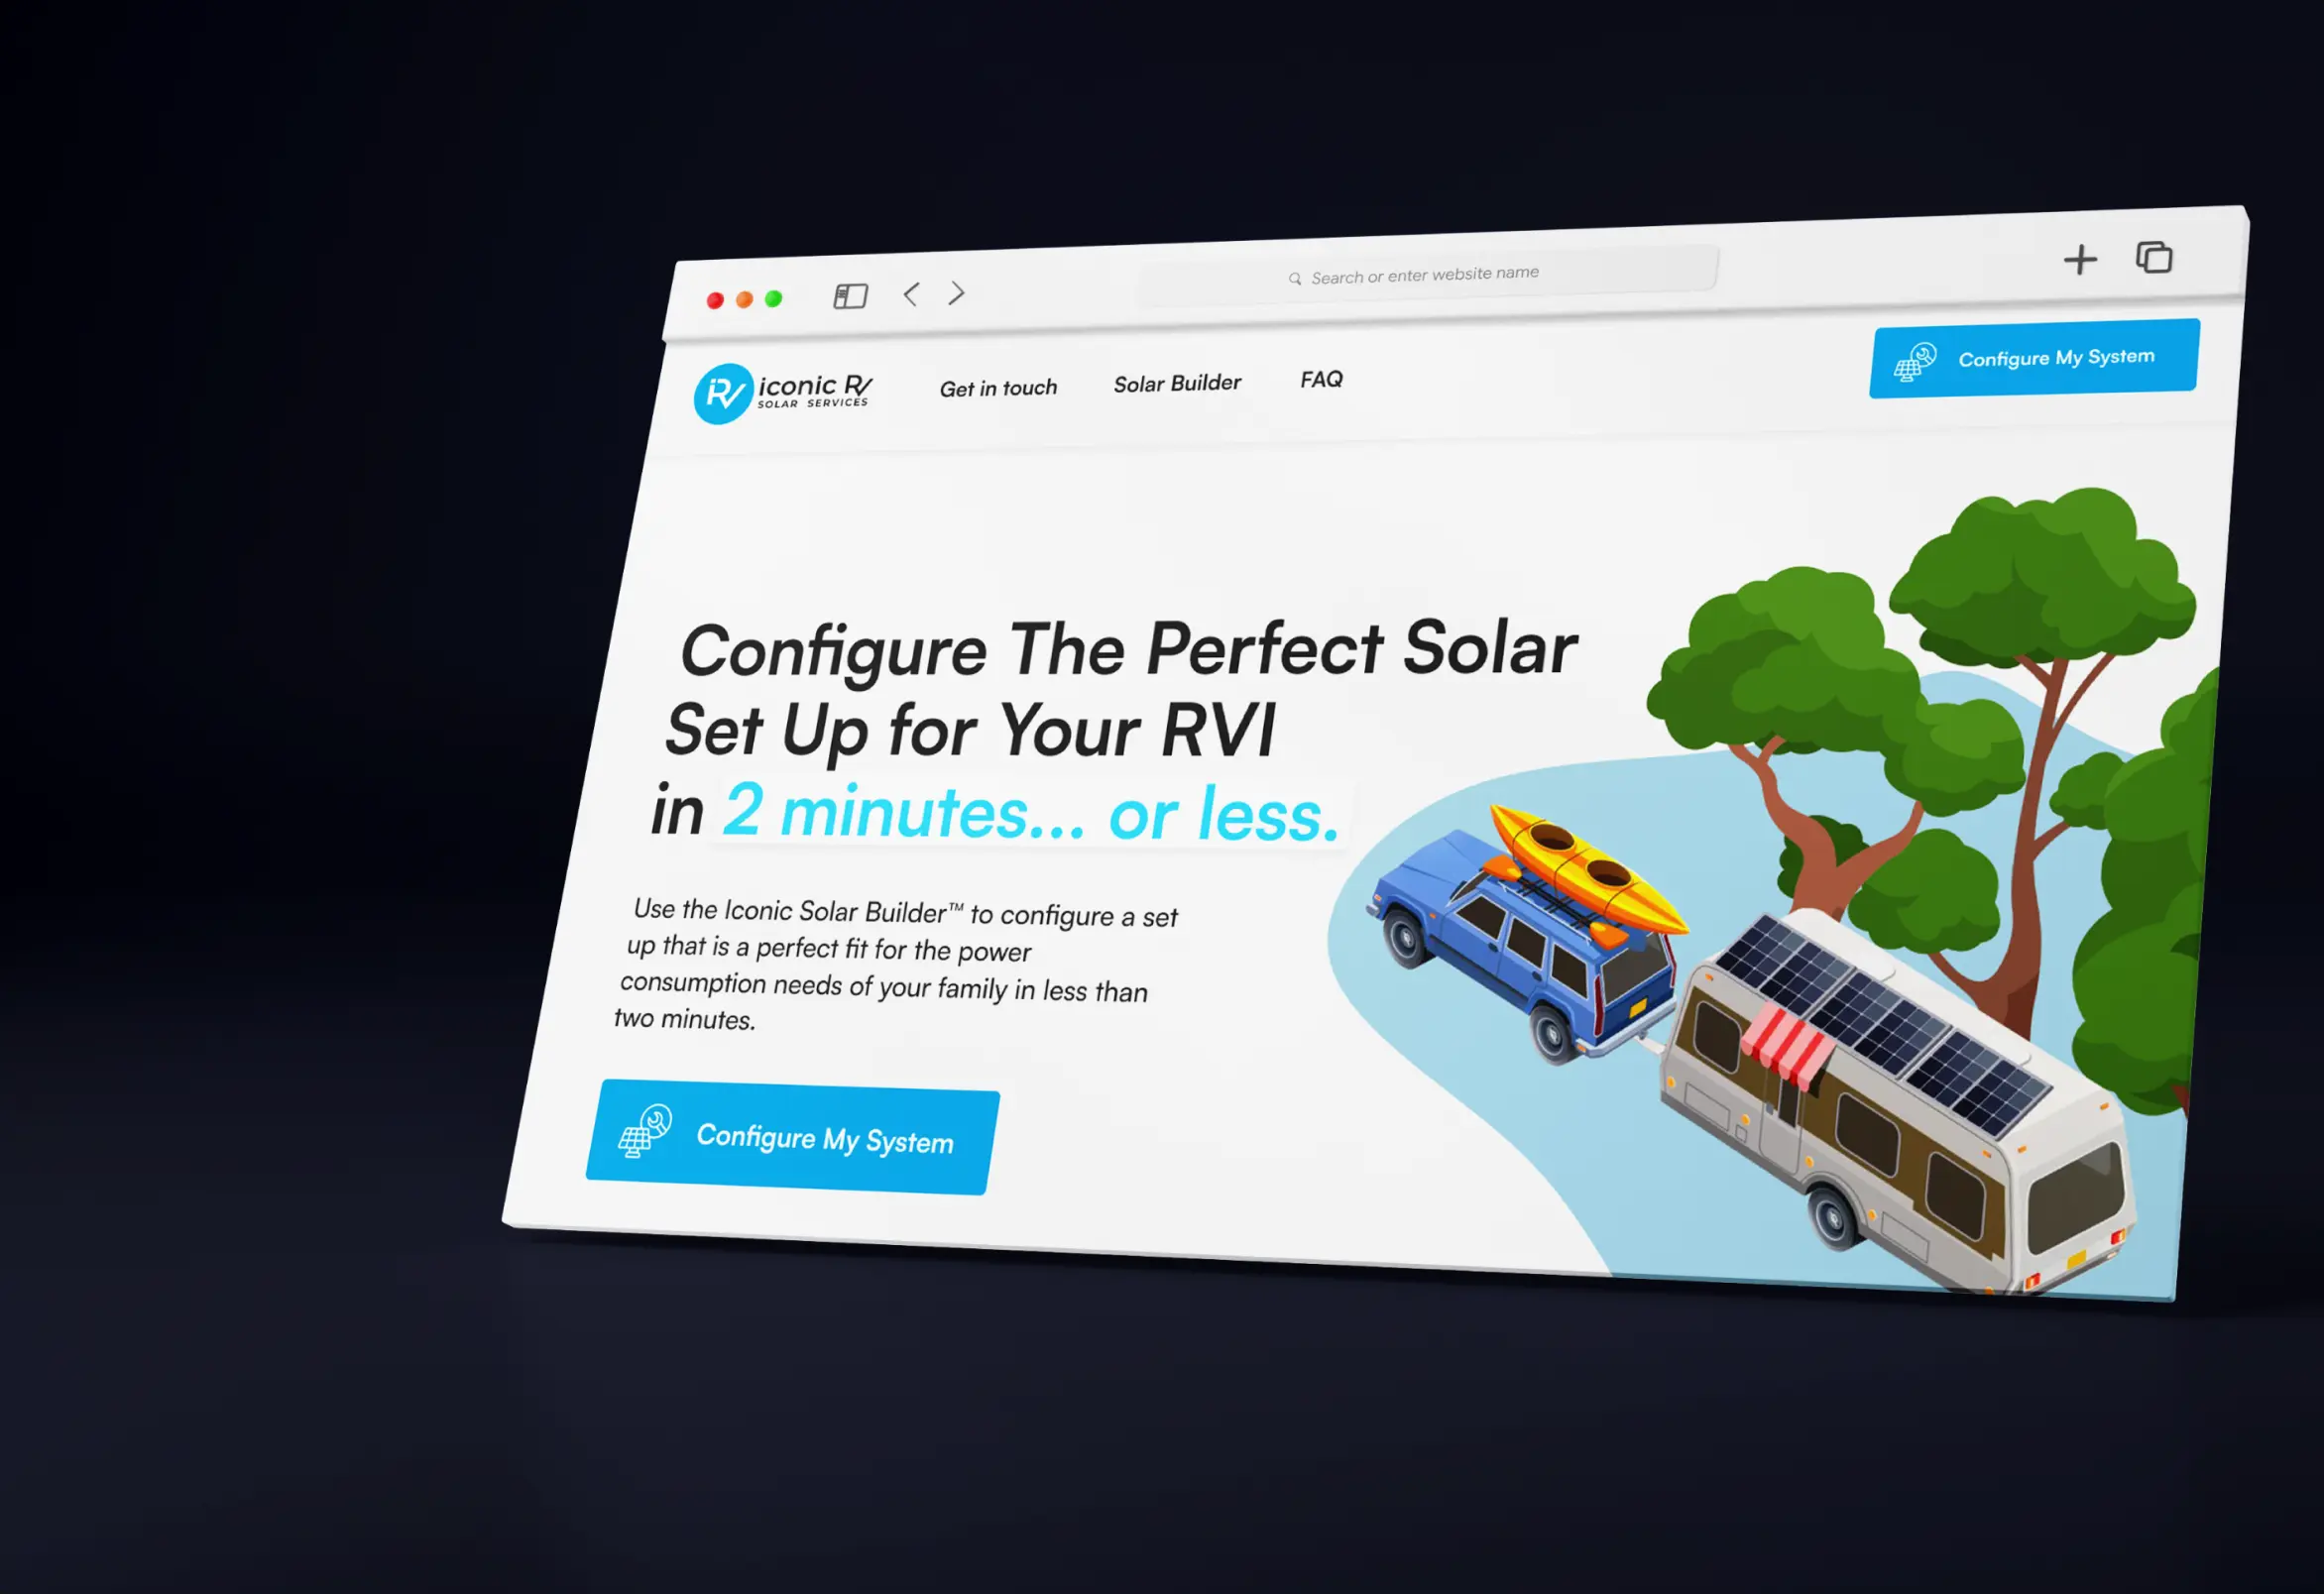 Search or enter website name
iconic RV
SOLAR SERVICES
Get in touch
Solar Builder
FAQ
Configure My System
Configure The Perfect Solar
Set Up for Your RVI
in 2 minutes... or less.
Use the Iconic Solar Builder™ to configure a set
up that is a perfect fit for the power
consumption needs of your family in less than
two minutes.
Configure My System